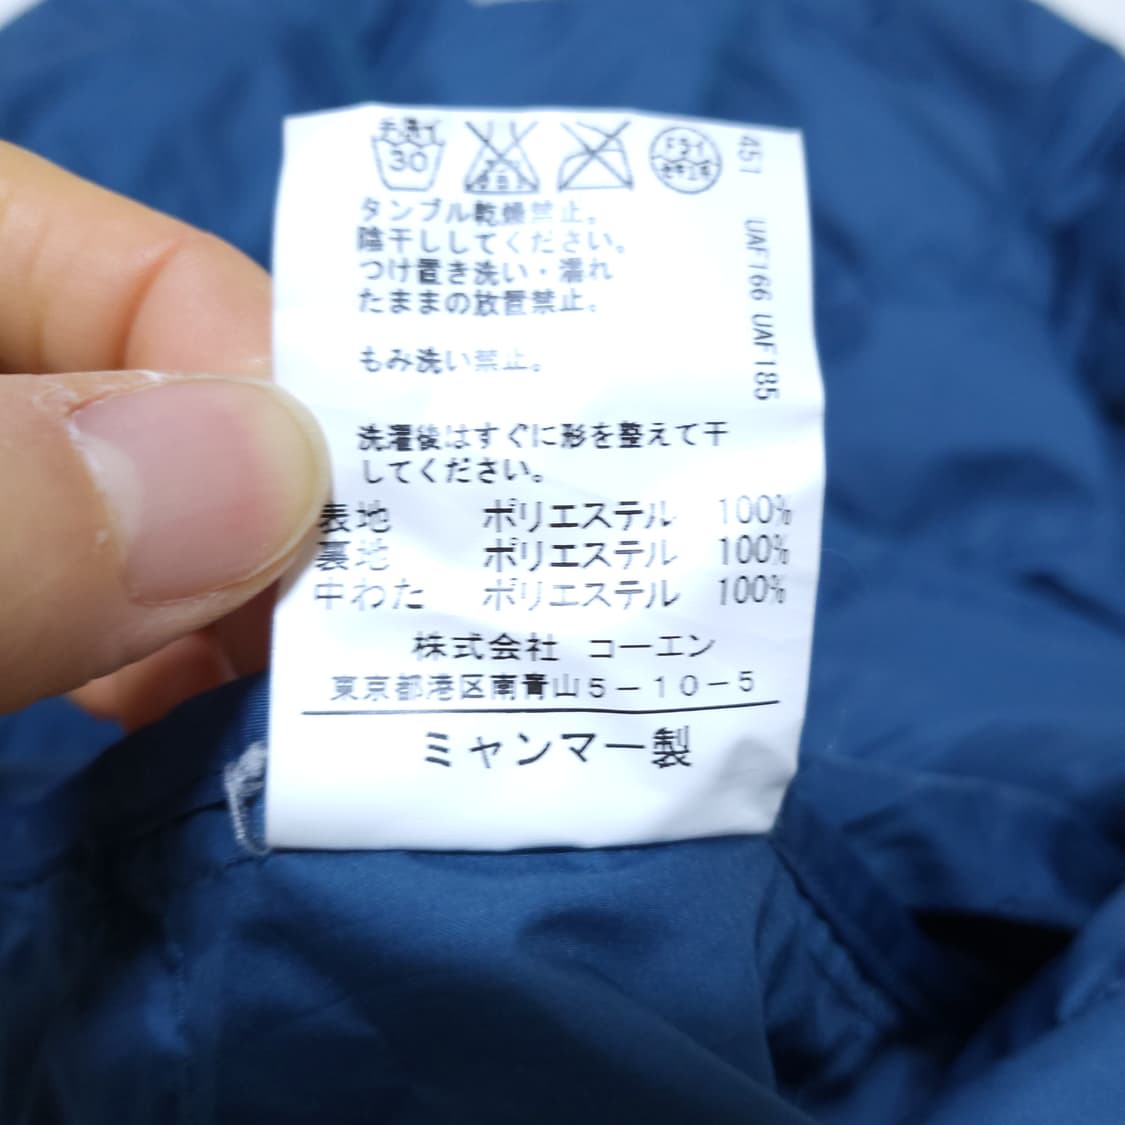 手洗イ
30
ドライ
451
UAF166 UAF185
タンブル乾燥禁止。
陰干ししてください。
つけ置き洗い・濡れ
たままの放置禁止。
もみ洗い禁止。
洗濯後はすぐに形を整えて干
してください。
表地 ポリエステル 100%
裏地 ポリエステル 100%
中わた ポリエステル 100%
株式会社 コーエン
東京都港区南青山5-10-5
ミャンマー製